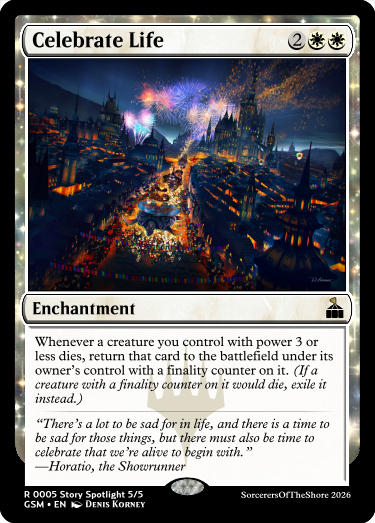 Celebrate Life 2
Enchantment
Whenever a creature you control with power 3 or
less dies, return that card to the battlefield under its
owner's control with a finality counter on it. (If a
creature with a finality counter on it would die, exile it
instead.)
“There's a lot to be sad for in life, and there is a time to
be sad for those things, but there must also be time to
celebrate that we're alive to begin with.”
—Horatio, the Showrunner
R 0005 Story Spotlight 5/5
GSM • EN Denis Korney
SorcerersOfTheShore 2026